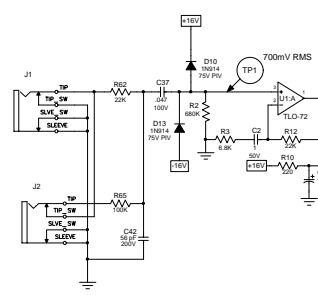 +16V
D10
1N914
75V PIV
700mV RMS
TP1
J1
TIP
TIP_SW
SLVE_SW
SLEEVE
R62
22K
C37
.047
100V
R2
680K
3
2
1
+
-
U1:A
TLO-72
D13
1N914
75V PIV
-16V
R3
6.8K
C2
1
50V
R12
22K
+16V
R10
220
+
J2
TIP
TIP_SW
SLVE_SW
SLEEVE
R65
100K
C42
56 pF
200V